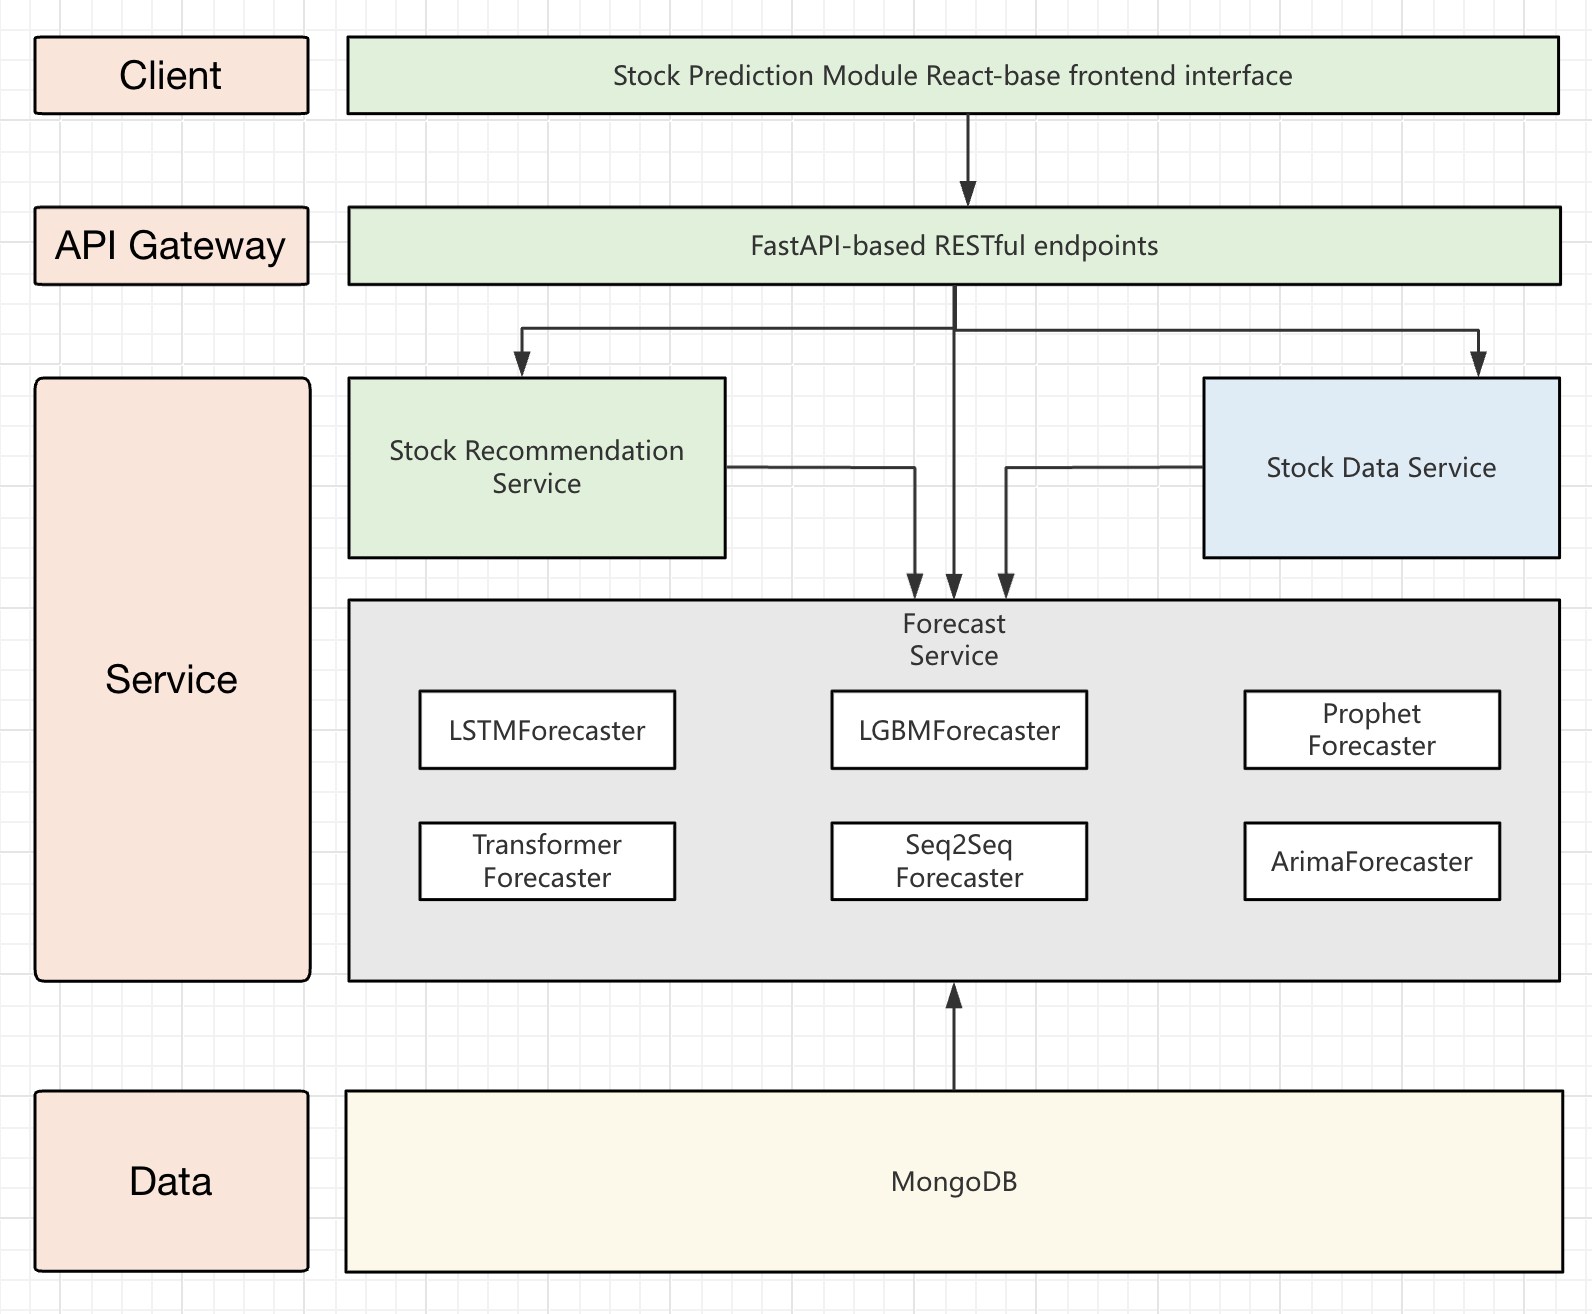 Client
Stock Prediction Module React-base frontend interface
API Gateway
FastAPI-based RESTful endpoints
Service
Stock Recommendation
Service
Stock Data Service
Forecast
Service
LSTMForecaster
LGBMForecaster
Prophet
Forecaster
Transformer
Forecaster
Seq2Seq
Forecaster
ArimaForecaster
Data
MongoDB